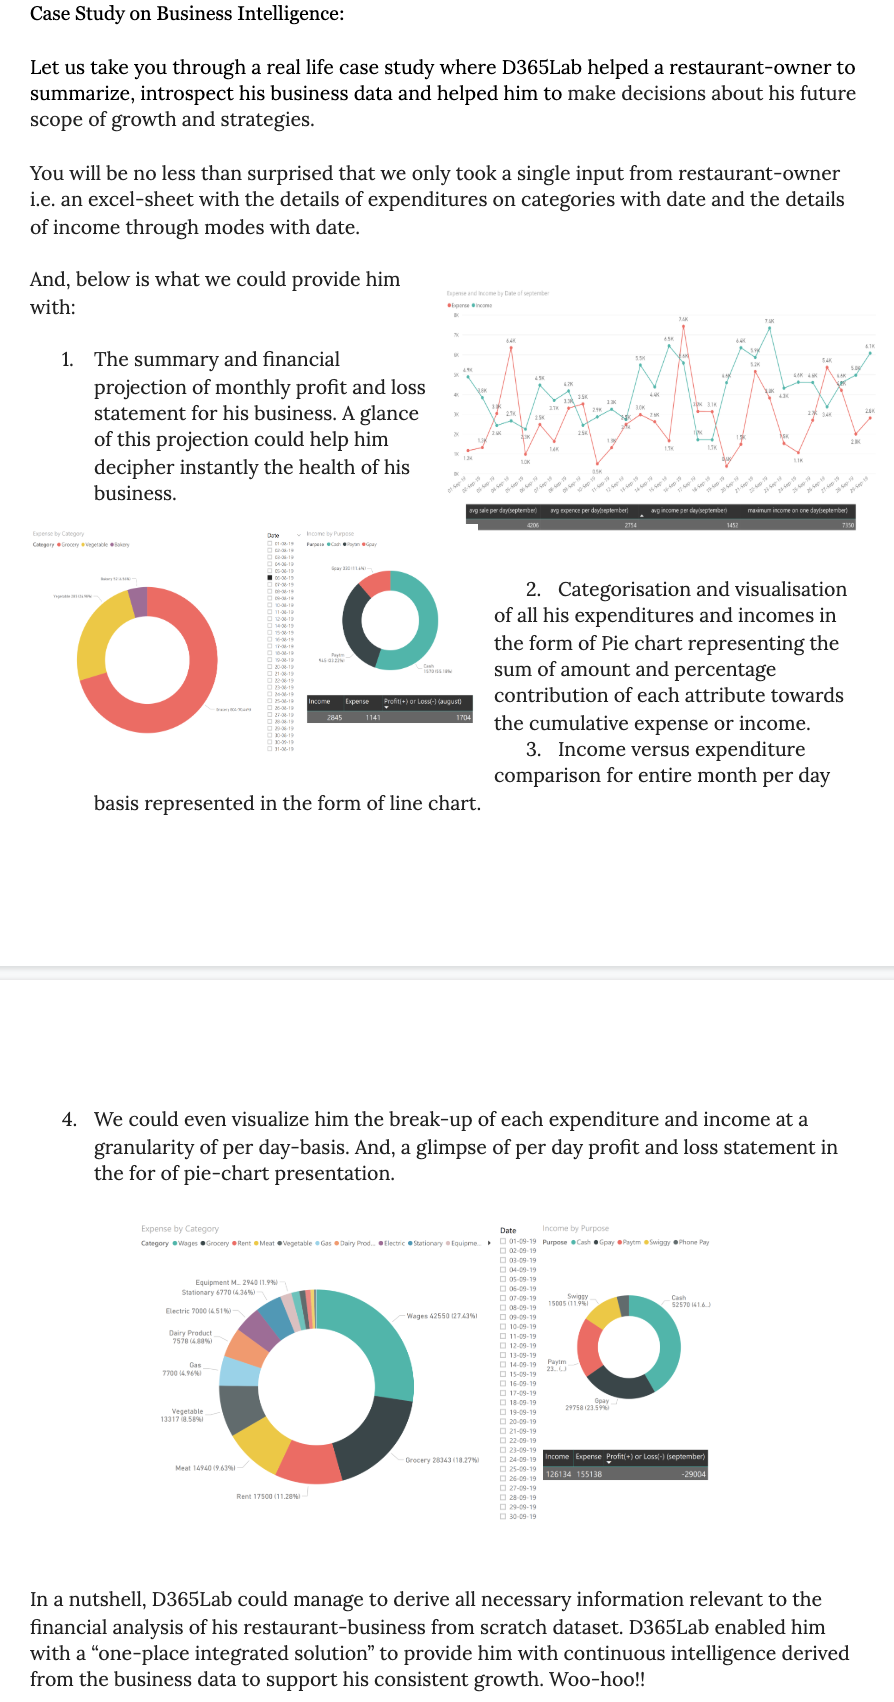 Case Study on Business Intelligence:
Let us take you through a real life case study where D365Lab helped a restaurant-owner to
summarize, introspect his business data and helped him to make decisions about his future
scope of growth and strategies.
You will be no less than surprised that we only took a single input from restaurant-owner
i.e. an excel-sheet with the details of expenditures on categories with date and the details
of income through modes with date.
And, below is what we could provide him
with:
1. The summary and financial
projection of monthly profit and loss
statement for his business. A glance
of this projection could help him
decipher instantly the health of his
business.
Expense and Income by Date of september
Expense Income
avg sale per day(september) avg expence per day(september) avg income per day(september) maximum income on one day(september)
4206 2754 1452 7350
Expense by Category
Category Grocery Vegetable Bakery
Date
Income by Purpose
Purpose Cash Paytm Gpay
Income Expense Profit(+) or Loss(-) (august)
2845 1141 1704
2. Categorisation and visualisation
of all his expenditures and incomes in
the form of Pie chart representing the
sum of amount and percentage
contribution of each attribute towards
the cumulative expense or income.
3. Income versus expenditure
comparison for entire month per day
basis represented in the form of line chart.
4. We could even visualize him the break-up of each expenditure and income at a
granularity of per day-basis. And, a glimpse of per day profit and loss statement in
the for of pie-chart presentation.
Expense by Category
Category Wages Grocery Rent Meat Vegetable Gas Dairy Prod... Electric Stationary Equipme...
Equipment M... 2940 (1.9%)
Stationary 6770 (4.36%)
Electric 7000 (4.51%)
Dairy Product
7578 (4.88%)
Gas
7700 (4.96%)
Vegetable
13317 (8.58%)
Meat 14940 (9.63%)
Rent 17500 (11.28%)
Grocery 28343 (18.27%)
Wages 42550 (27.43%)
Date
01-09-19
02-09-19
03-09-19
04-09-19
05-09-19
06-09-19
07-09-19
08-09-19
09-09-19
10-09-19
11-09-19
12-09-19
13-09-19
14-09-19
15-09-19
16-09-19
17-09-19
18-09-19
19-09-19
20-09-19
21-09-19
22-09-19
23-09-19
24-09-19
25-09-19
26-09-19
27-09-19
28-09-19
29-09-19
30-09-19
Income by Purpose
Purpose Cash Gpay Paytm Swiggy Phone Pay
Swiggy
15005 (11.9%)
Cash
52570 (41.6...)
Paytm
23... (...)
Gpay
29758 (23.59%)
Income Expense Profit(+) or Loss(-) (september)
126134 155138 -29004
In a nutshell, D365Lab could manage to derive all necessary information relevant to the
financial analysis of his restaurant-business from scratch dataset. D365Lab enabled him
with a “one-place integrated solution” to provide him with continuous intelligence derived
from the business data to support his consistent growth. Woo-hoo!!